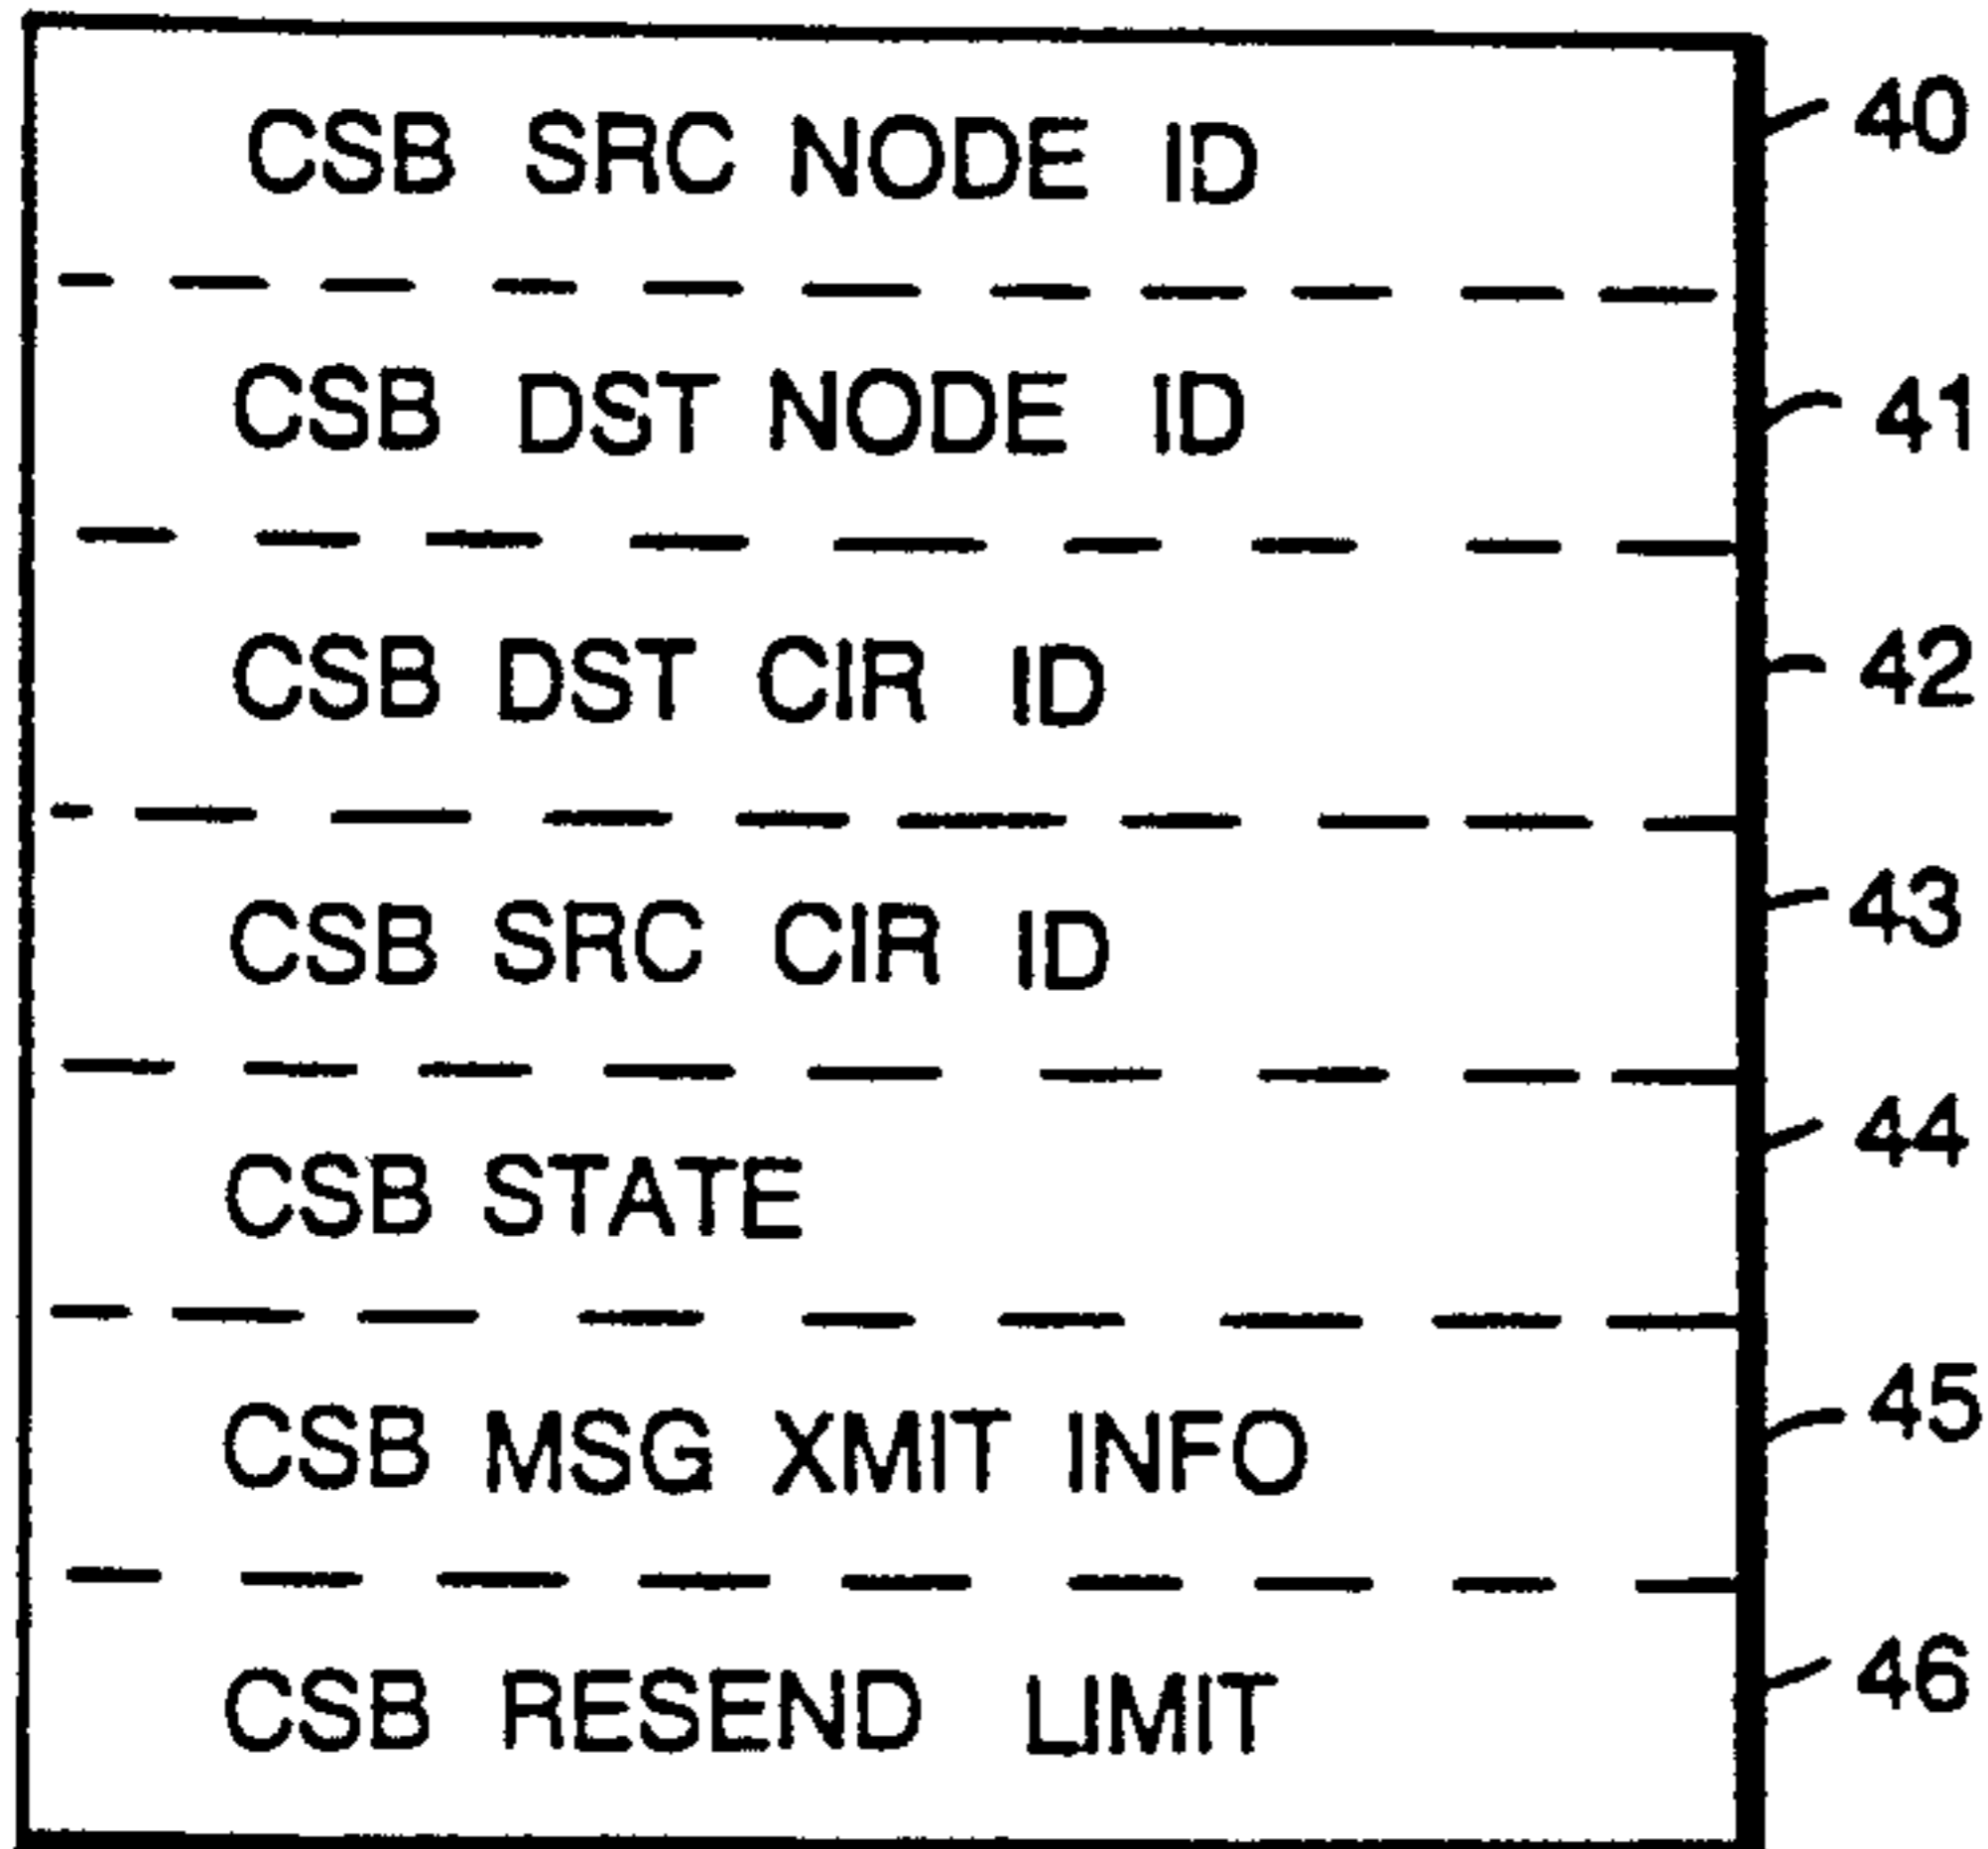 CSB SRC NODE ID 40
CSB DST NODE ID 41
CSB DST CIR ID 42
CSB SRC CIR ID 43
CSB STATE 44
CSB MSG XMIT INFO 45
CSB RESEND LIMIT 46